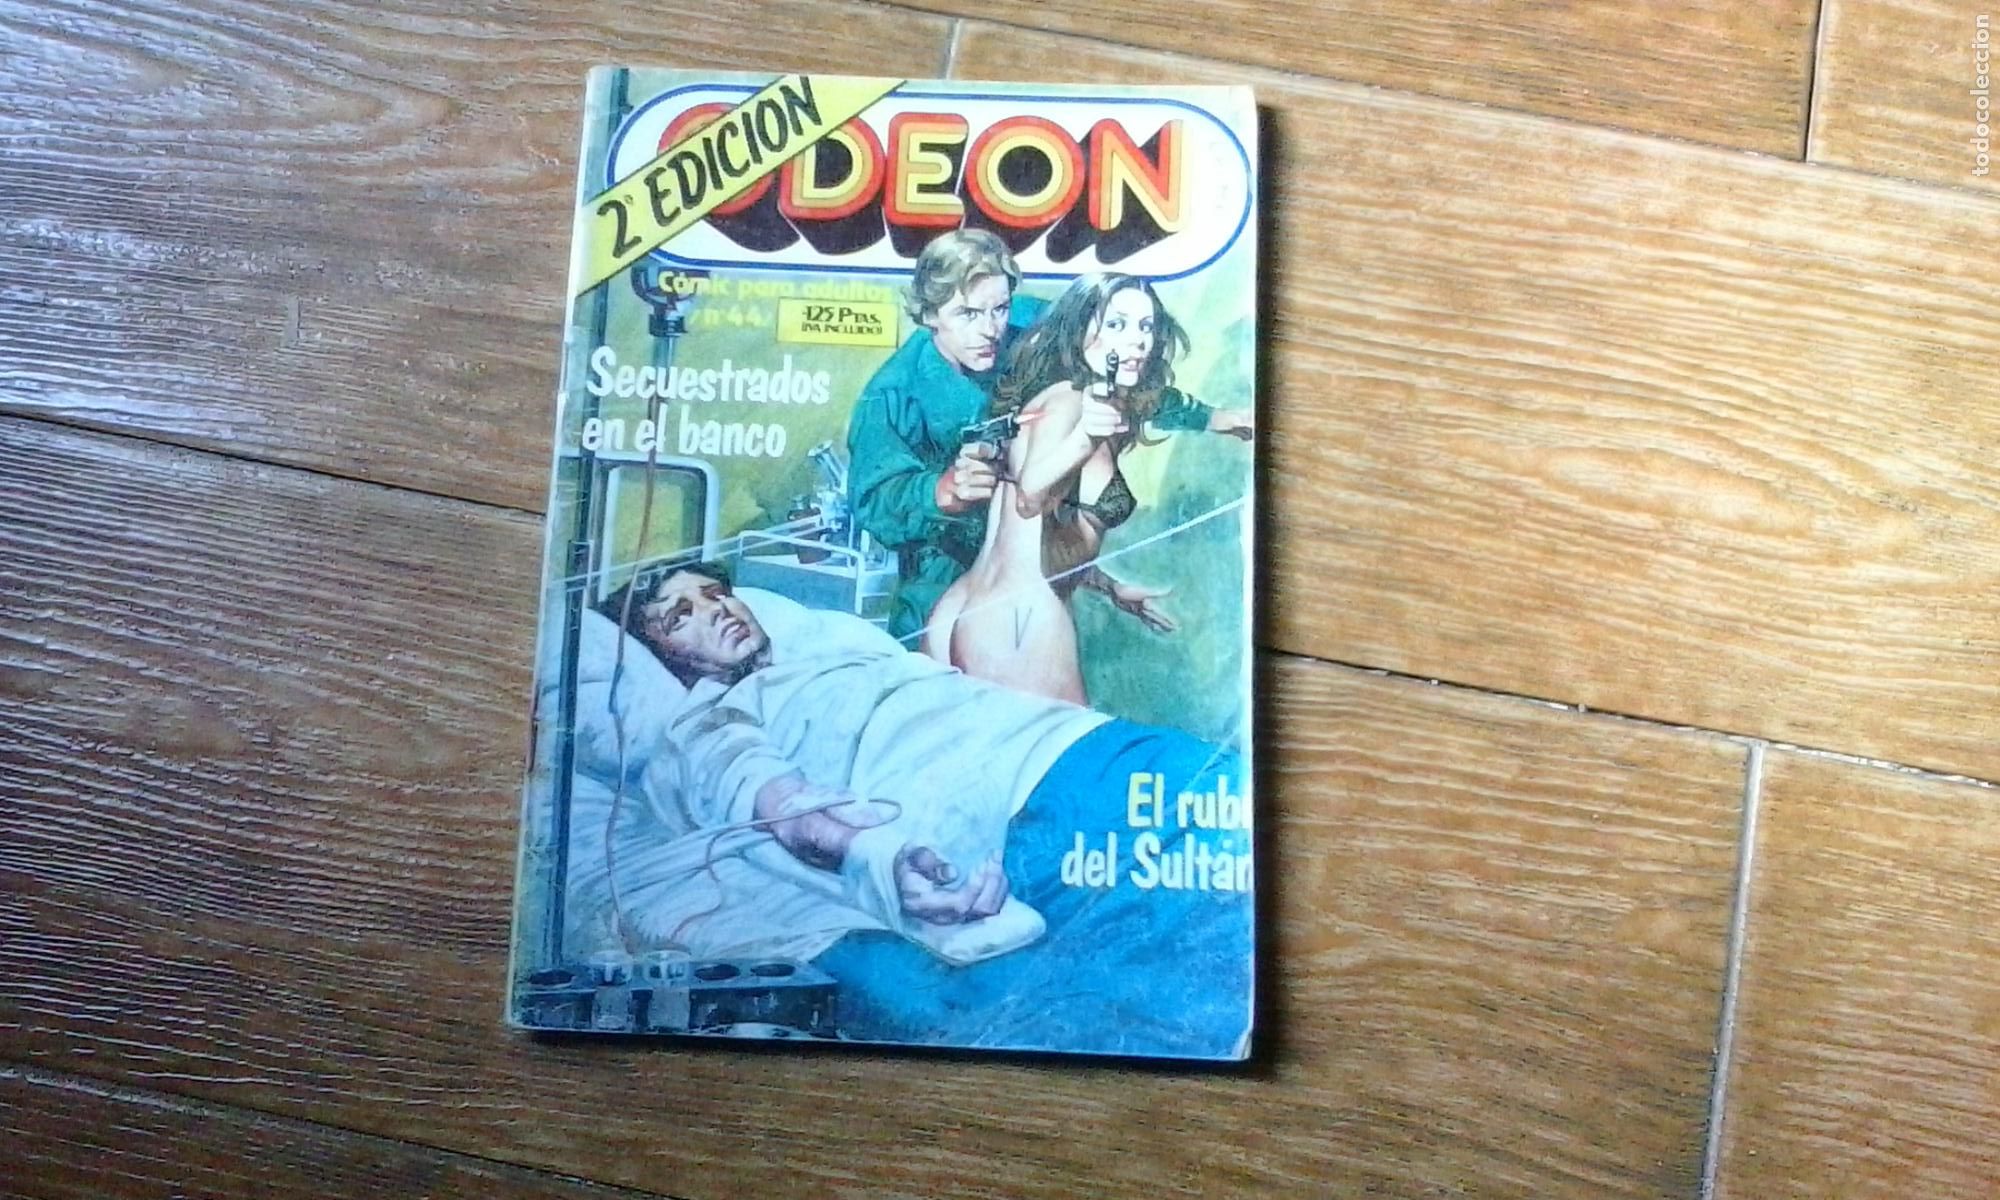 2ª EDICION
ODEON
Cómic para adultos
nº 44
125 PTAS.
(IVA INCLUIDO)
Secuestrados
en el banco
El rubí
del Sultán
todocoleccion